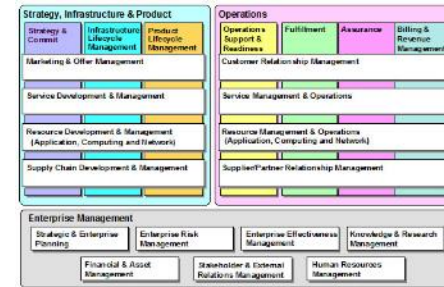 Strategy, Infrastructure & Product
Strategy &
Commit
Infrastructure
Lifecycle
Management
Product
Lifecycle
Management
Marketing & Offer Management
Service Development & Management
Resource Development & Management
(Application, Computing and Network)
Supply Chain Development & Management
Operations
Operations
Support &
Readiness
Fulfillment
Assurance
Billing &
Revenue
Management
Customer Relationship Management
Service Management & Operations
Resource Management & Operations
(Application, Computing and Network)
Supplier/Partner Relationship Management
Enterprise Management
Strategic & Enterprise
Planning
Enterprise Risk
Management
Enterprise Effectiveness
Management
Knowledge & Research
Management
Financial & Asset
Management
Stakeholder & External
Relations Management
Human Resources
Management